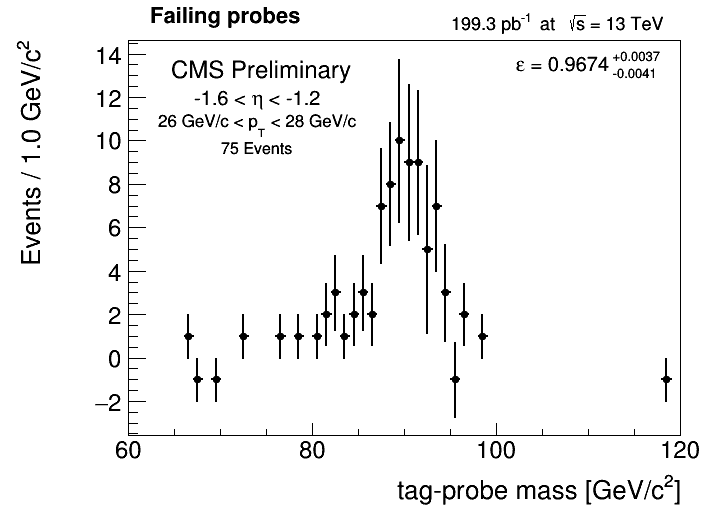 Failing probes
199.3 pb⁻¹ at √s = 13 TeV
CMS Preliminary
-1.6 < η < -1.2
26 GeV/c < p_T < 28 GeV/c
75 Events
ε = 0.9674 +0.0037 -0.0041
Events / 1.0 GeV/c²
14
12
10
8
6
4
2
0
−2
60 80 100 120
tag-probe mass [GeV/c²]